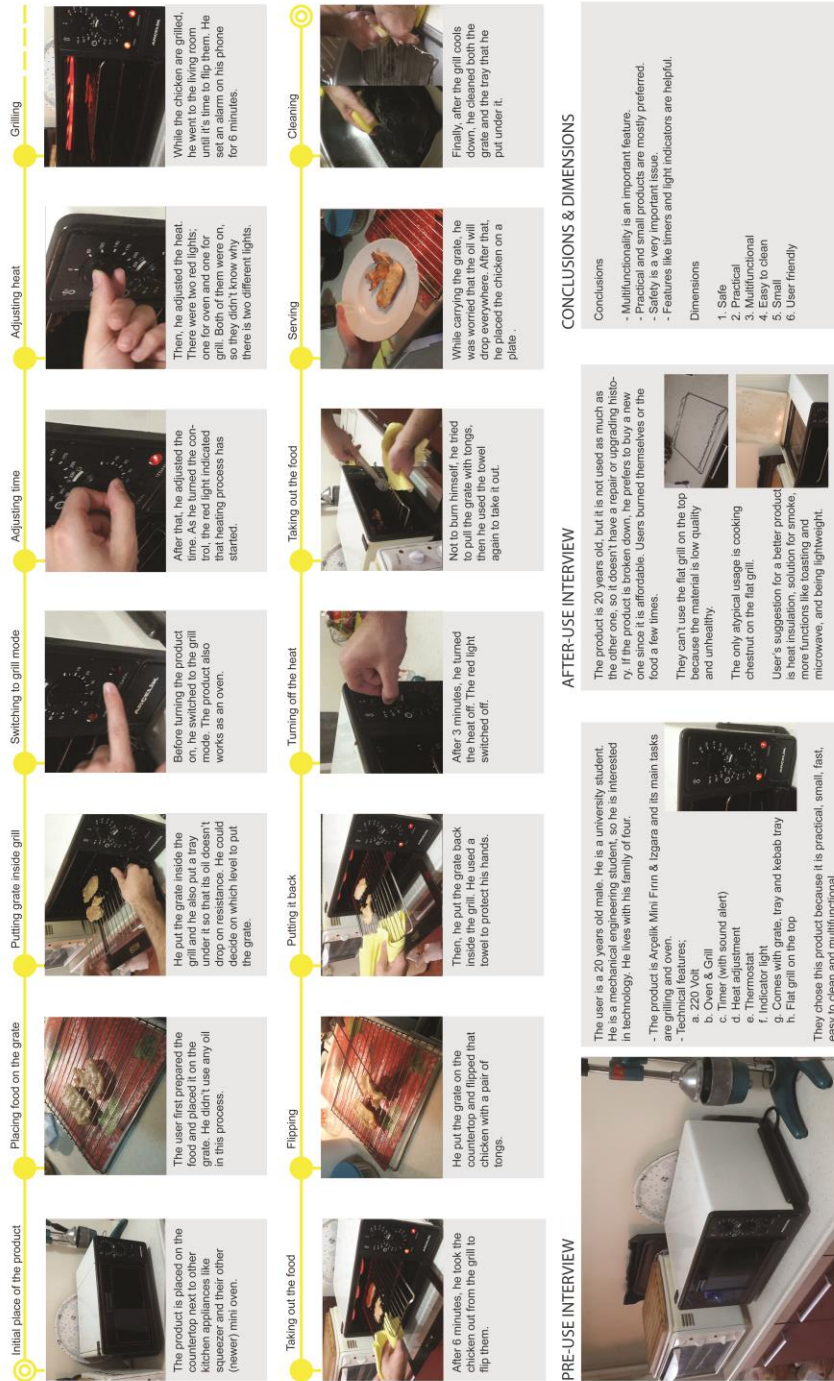 Initial place of the product
The product is placed on the
countertop next to other
kitchen appliances like
squeezer and their other
(newer) mini oven.
Placing food on the grate
The user first prepared the
food and placed it on the
grate. He didn't use any oil
in this process.
Putting grate inside grill
He put the grate inside the
grill and he also put a tray
under it so that its oil doesn't
drop on resistance. He could
decide on which level to put
the grate.
Switching to grill mode
Before turning the product
on, he switched to the grill
mode. The product also
works as an oven.
Adjusting time
After that, he adjusted the
time. As he turned the con-
trol, the red light indicated
that heating process has
started.
Adjusting heat
Then, he adjusted the heat.
There were two red lights;
one for oven and one for
grill. Both of them were on,
so they didn't know why
there is two different lights.
Grilling
While the chicken are grilled,
he went to the living room
until it's time to flip them. He
set an alarm on his phone
for 6 minutes.
Taking out the food
After 6 minutes, he took the
chicken out from the grill to
flip them.
Flipping
He put the grate on the
countertop and flipped that
chicken with a pair of
tongs.
Putting it back
Then, he put the grate back
inside the grill. He used a
towel to protect his hands.
Turning off the heat
After 3 minutes, he turned
the heat off. The red light
switched off.
Taking out the food
Not to burn himself, he tried
to pull the grate with tongs,
then he used the towel
again to take it out.
Serving
While carrying the grate, he
was worried that the oil will
drop everywhere. After that,
he placed the chicken on a
plate .
Cleaning
Finally, after the grill cools
down, he cleaned both the
grate and the tray that he
put under it.
PRE-USE INTERVIEW
The user is a 20 years old male. He is a university student.
He is a mechanical engineering student, so he is interested
in technology. He lives with his family of four.
- The product is Arçelik Mini Fırın & Izgara and its main tasks
are grilling and oven.
- Technical features;
a. 220 Volt
b. Oven & Grill
c. Timer (with sound alert)
d. Heat adjustment
e. Thermostat
f. Indicator light
g. Comes with grate, tray and kebab tray
h. Flat grill on the top
They chose this product because it is practical, small, fast,
easy to clean and multifunctional.
AFTER-USE INTERVIEW
The product is 20 years old, but it is not used as much as
the other one, so it doesn't have a repair or upgrading histo-
ry. If the product is broken down, he prefers to buy a new
one since it is affordable. Users burned themselves or the
food a few times.
They can't use the flat grill on the top
because the material is low quality
and unhealthy.
The only atypical usage is cooking
chestnut on the flat grill.
User's suggestion for a better product
is heat insulation, solution for smoke,
more functions like toasting and
microwave, and being lightweight.
CONCLUSIONS & DIMENSIONS
Conclusions
- Multifunctionality is an important feature.
- Practical and small products are mostly preferred.
- Safety is a very important issue.
- Features like timers and light indicators are helpful.
Dimensions
1. Safe
2. Practical
3. Multifunctional
4. Easy to clean
5. Small
6. User friendly